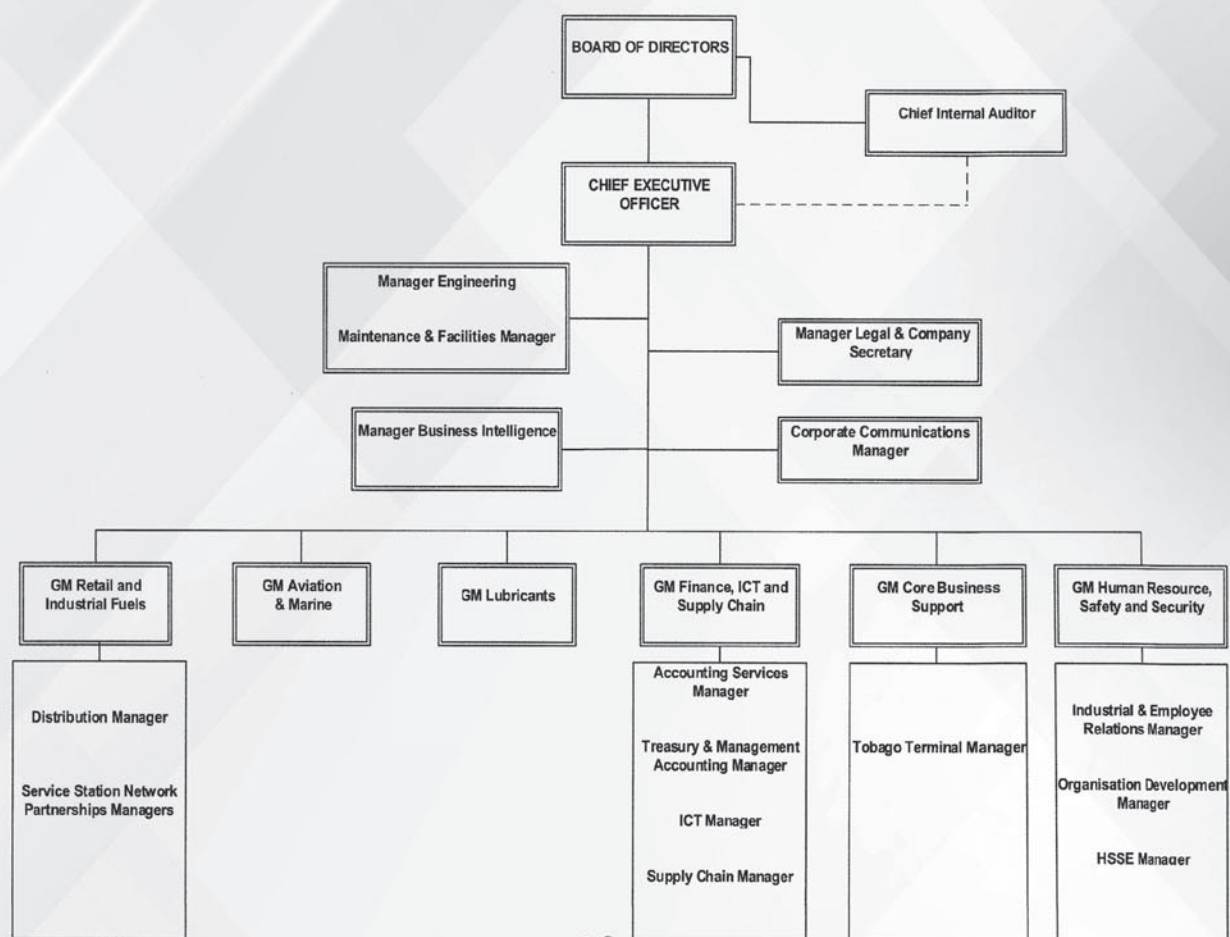 BOARD OF DIRECTORS
Chief Internal Auditor
CHIEF EXECUTIVE
OFFICER
Manager Engineering
Maintenance & Facilities Manager
Manager Legal & Company
Secretary
Manager Business Intelligence
Corporate Communications
Manager
GM Retail and
Industrial Fuels
GM Aviation
& Marine
GM Lubricants
GM Finance, ICT and
Supply Chain
GM Core Business
Support
GM Human Resource,
Safety and Security
Distribution Manager
Service Station Network
Partnerships Managers
Accounting Services
Manager
Treasury & Management
Accounting Manager
ICT Manager
Supply Chain Manager
Tobago Terminal Manager
Industrial & Employee
Relations Manager
Organisation Development
Manager
HSSE Manager